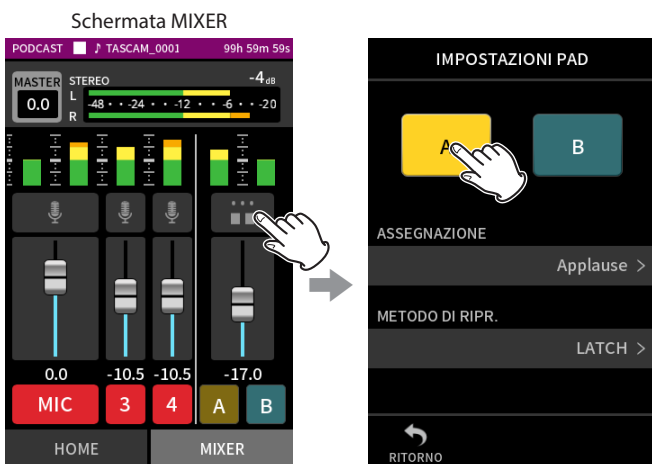 Schermata MIXER
PODCAST ♪ TASCAM_0001 99h 59m 59s
MASTER STEREO -4 dB
0.0 L -48 · · -24 · · -12 · · -6 · · -20
R
0.0 -10.5 -10.5 -17.0
MIC 3 4 A B
HOME MIXER
IMPOSTAZIONI PAD
A B
ASSEGNAZIONE
Applause >
METODO DI RIPR.
LATCH >
RITORNO